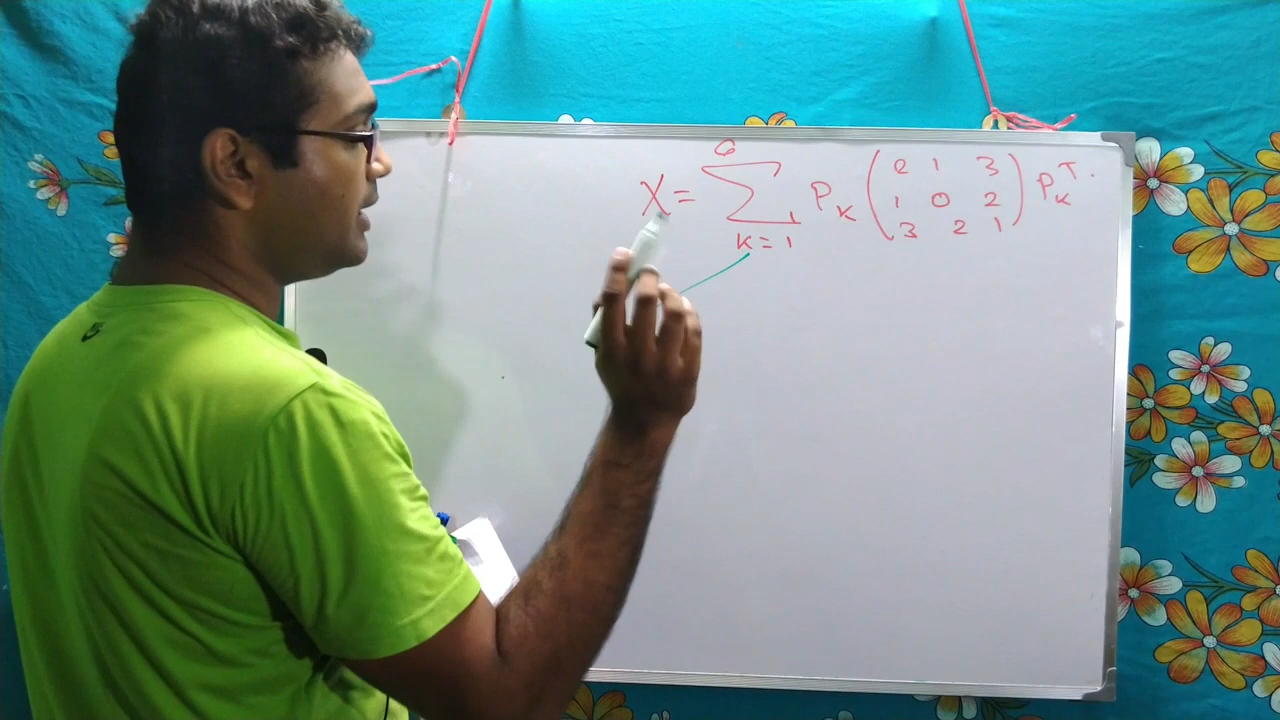 X = 6 Σ k=1 P_k ( 2 1 3 ) P_k^T .
1 0 2
3 2 1